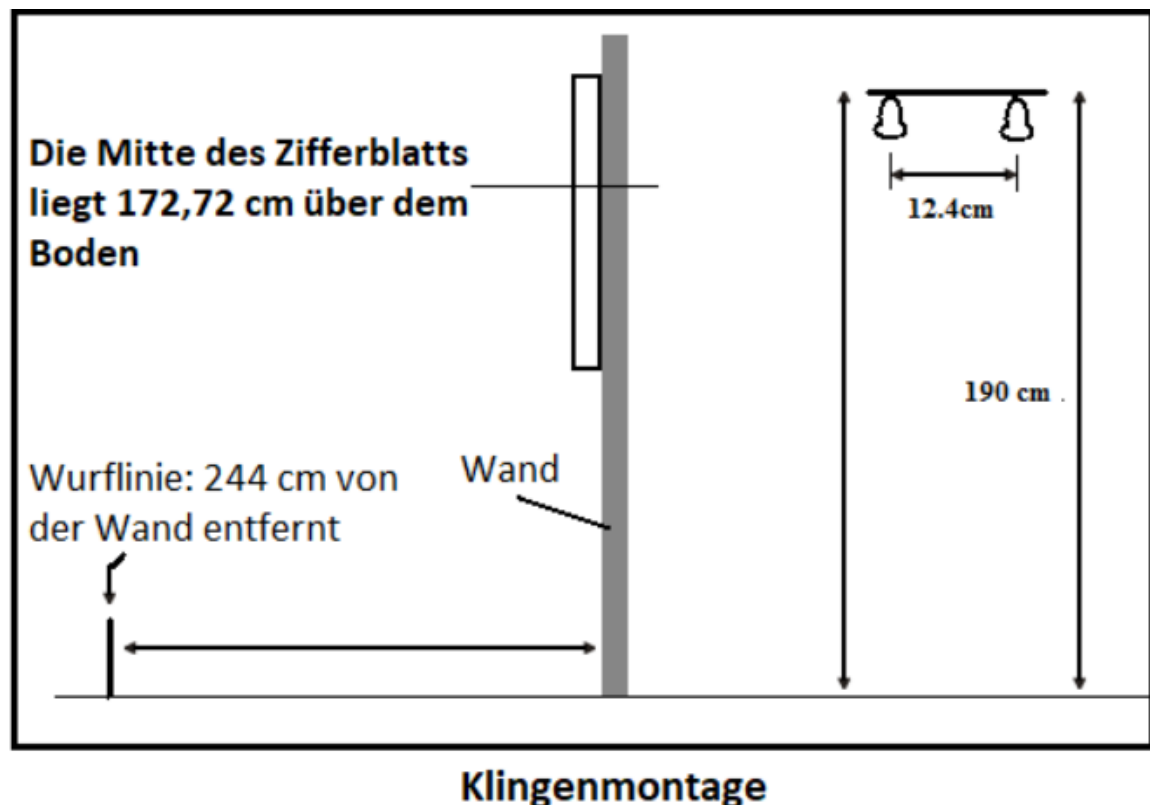 Die Mitte des Zifferblatts
liegt 172,72 cm über dem
Boden
12.4cm
190 cm .
Wurflinie: 244 cm von
der Wand entfernt
Wand
Klingenmontage